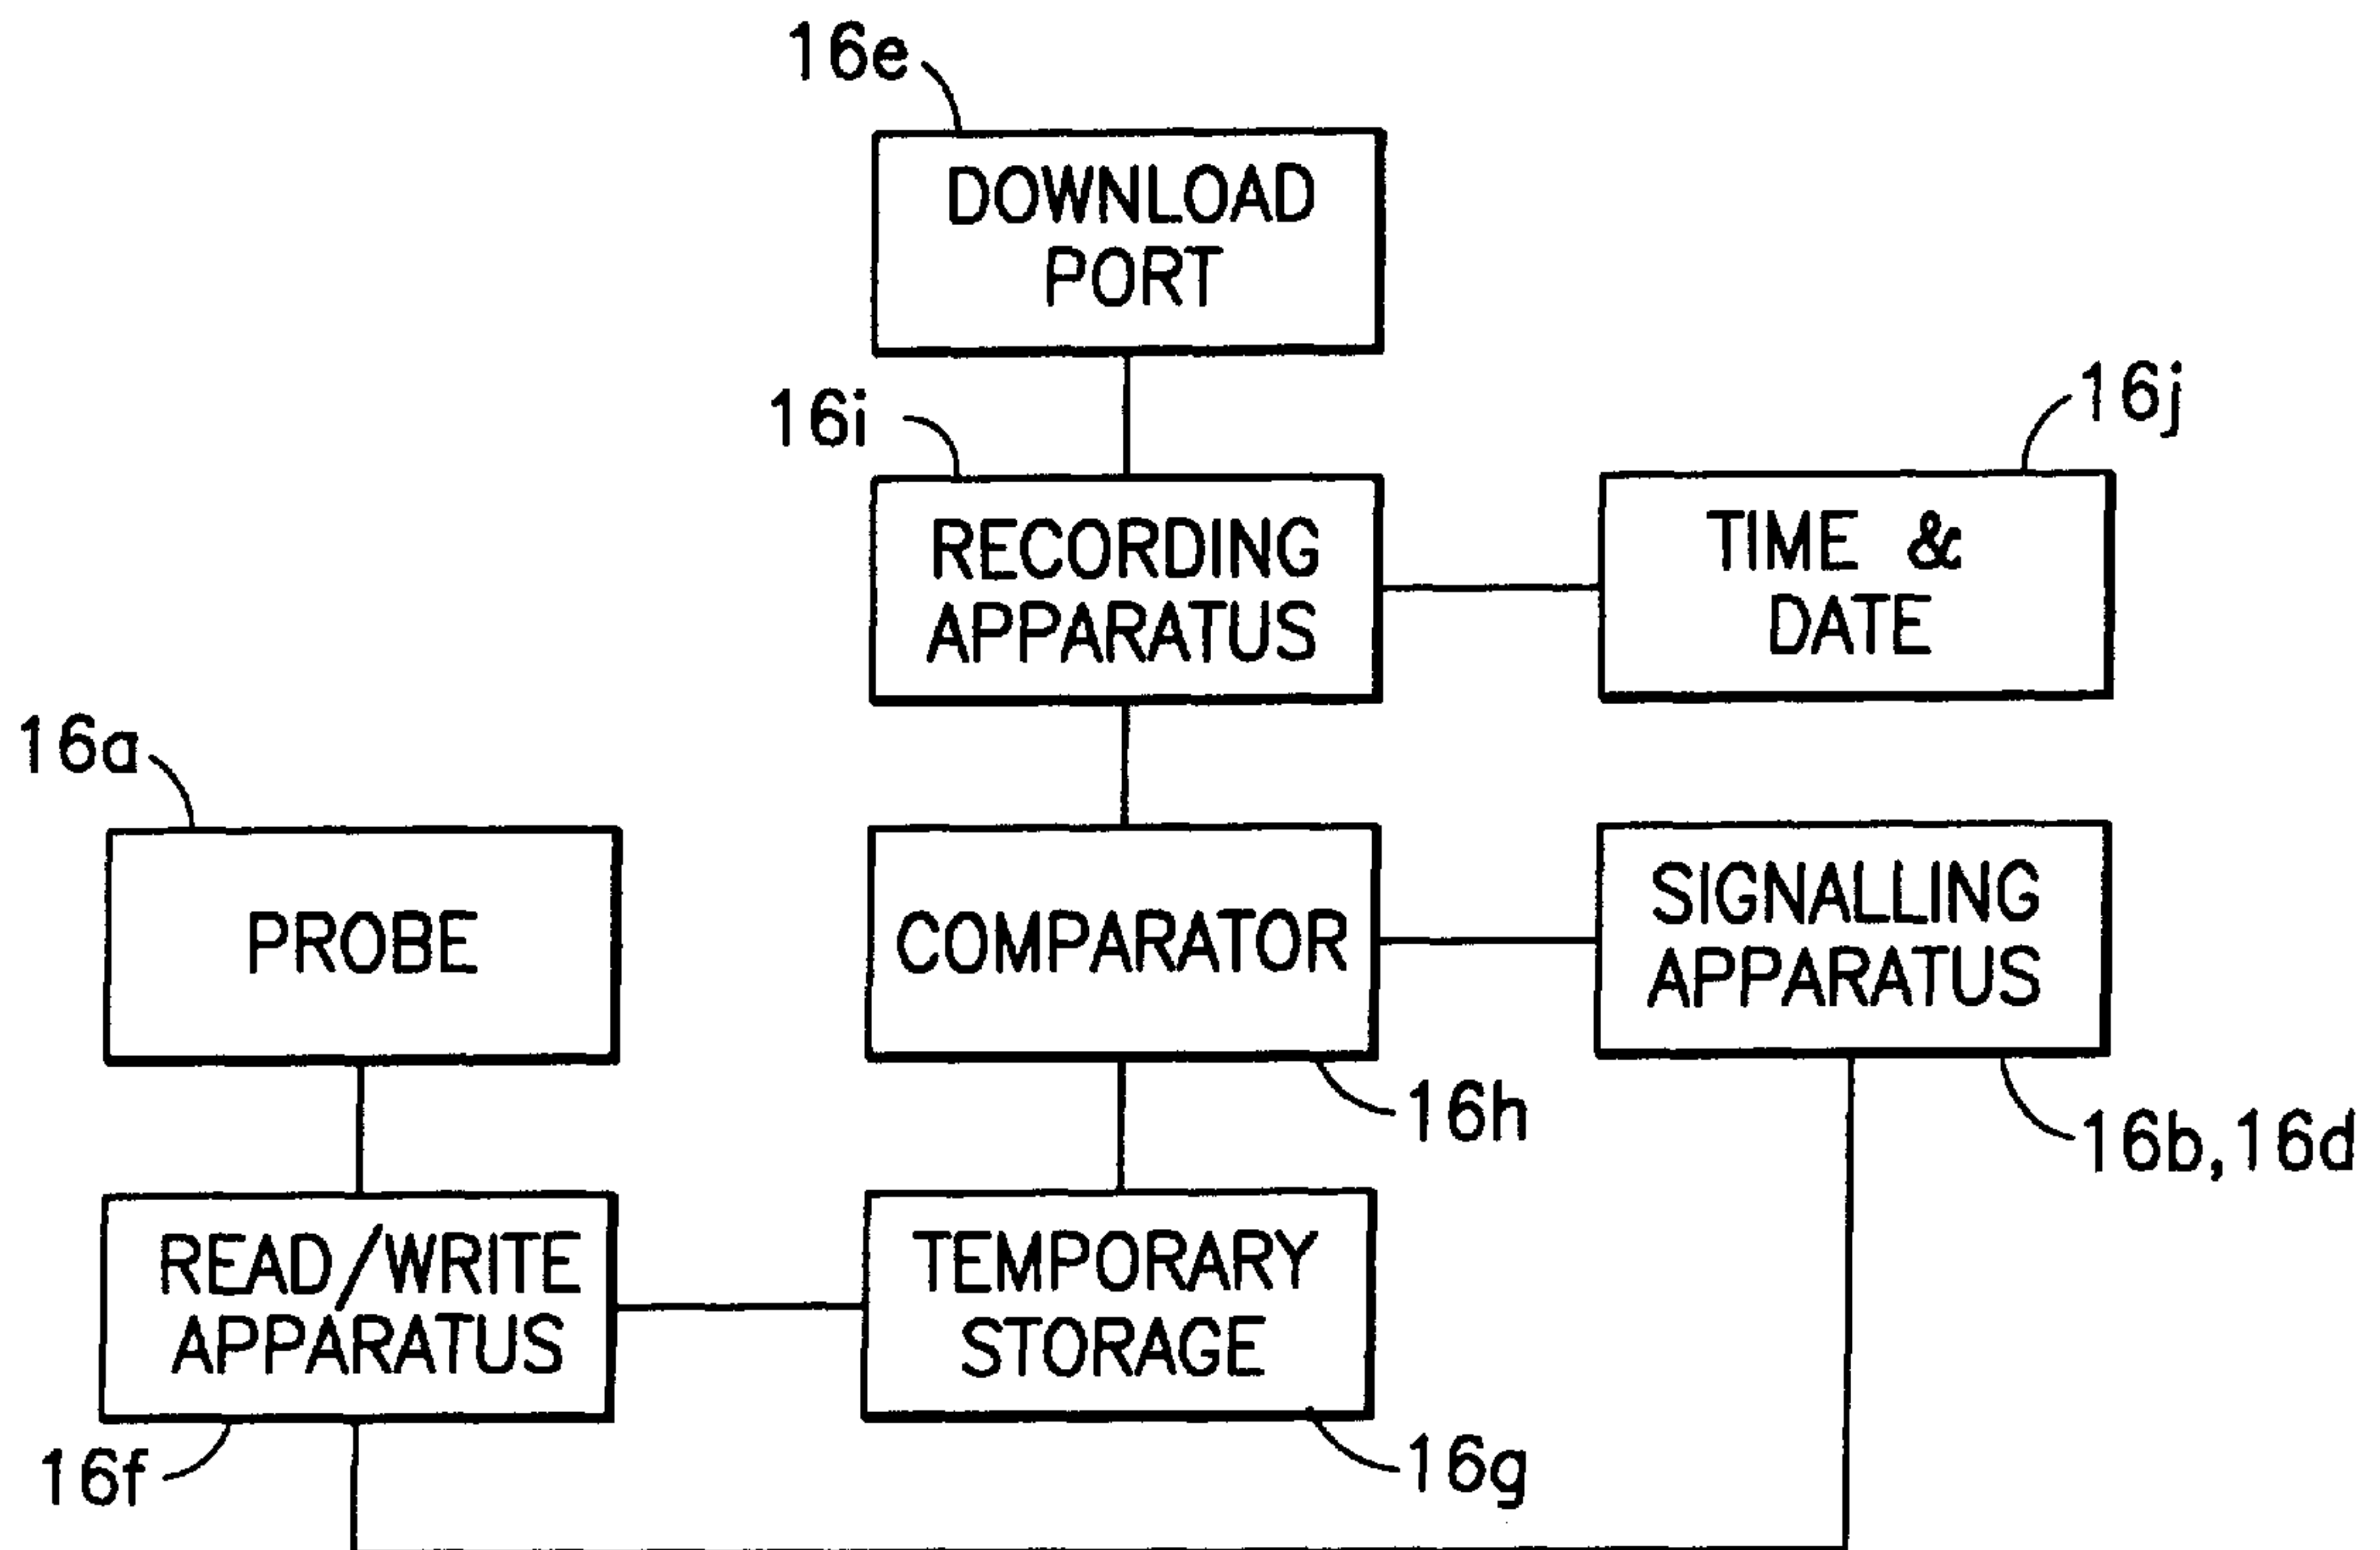 16e
DOWNLOAD
PORT
16i
16j
RECORDING
APPARATUS
TIME &
DATE
16a
PROBE
COMPARATOR
SIGNALLING
APPARATUS
16h
16b,16d
READ/WRITE
APPARATUS
TEMPORARY
STORAGE
16f
16g